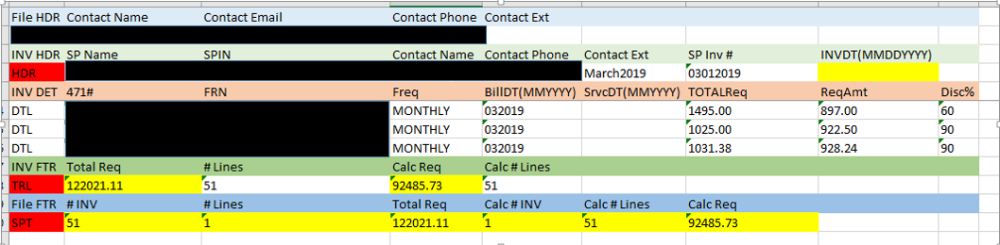 File HDR Contact Name Contact Email Contact Phone Contact Ext
INV HDR SP Name SPIN Contact Name Contact Phone Contact Ext SP Inv # INVDT(MMDDYYYY)
HDR March2019 03012019
INV DET 471# FRN Freq BillDT(MMYYYY) SrvcDT(MMYYYY) TOTALReq ReqAmt Disc%
DTL MONTHLY 032019 1495.00 897.00 60
DTL MONTHLY 032019 1025.00 922.50 90
DTL MONTHLY 032019 1031.38 928.24 90
INV FTR Total Req # Lines Calc Req Calc # Lines
TRL 122021.11 51 92485.73 51
File FTR # INV # Lines Total Req Calc # INV Calc # Lines Calc Req
SPT 51 1 122021.11 1 51 92485.73